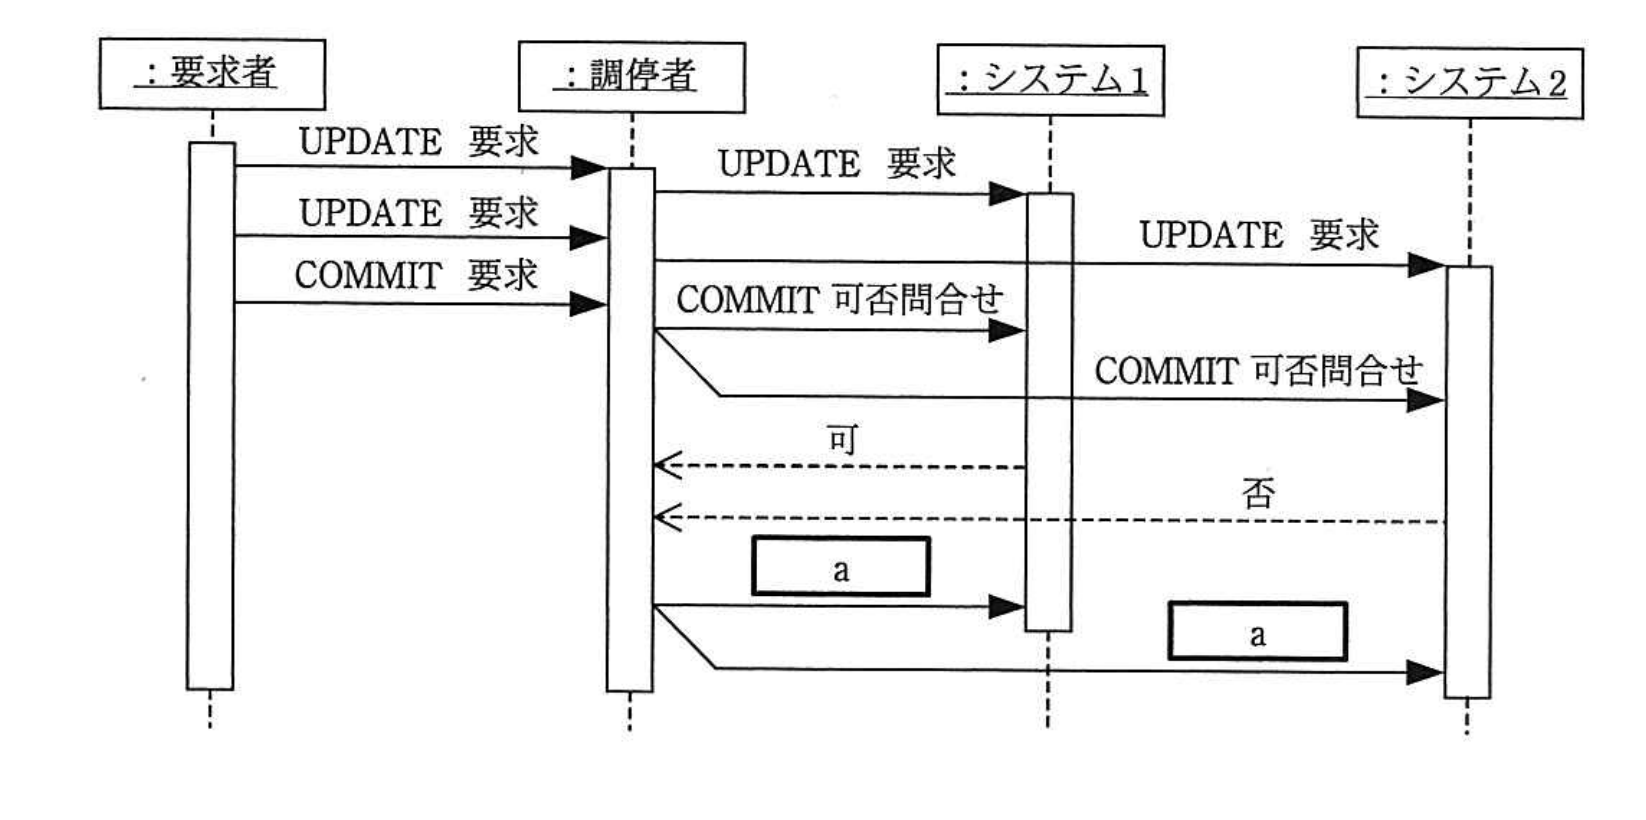 ：要求者
：調停者
：システム1
：システム2
UPDATE 要求
UPDATE 要求
UPDATE 要求
UPDATE 要求
COMMIT 要求
COMMIT 可否問合せ
COMMIT 可否問合せ
可
否
a
a